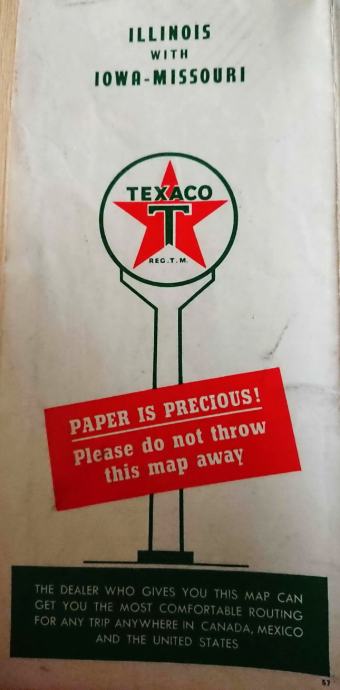 ILLINOIS
WITH
IOWA-MISSOURI
TEXACO
T
REG. T. M.
PAPER IS PRECIOUS!
Please do not throw
this map away
THE DEALER WHO GIVES YOU THIS MAP CAN
GET YOU THE MOST COMFORTABLE ROUTING
FOR ANY TRIP ANYWHERE IN CANADA, MEXICO
AND THE UNITED STATES
57